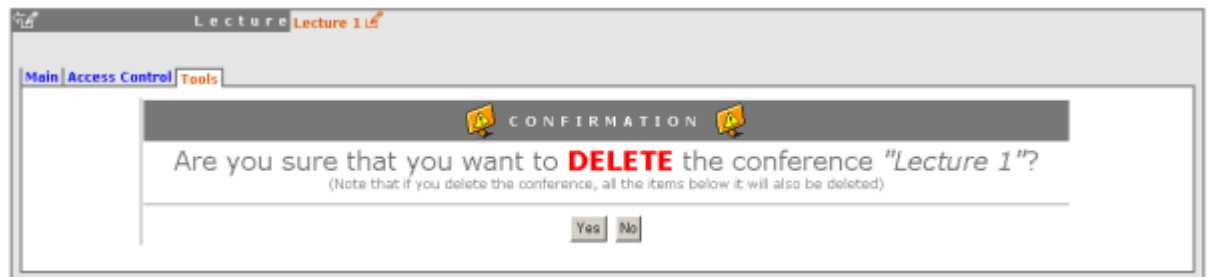 Lecture Lecture 1
Main Access Control Tools
CONFIRMATION
Are you sure that you want to DELETE the conference "Lecture 1"?
(Note that if you delete the conference, all the items below it will also be deleted)
Yes No